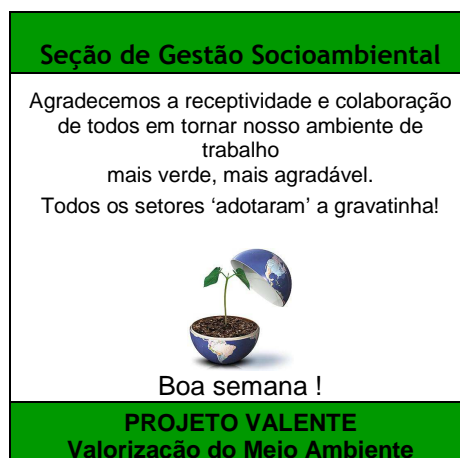 Seção de Gestão Socioambiental
Agradecemos a receptividade e colaboração
de todos em tornar nosso ambiente de
trabalho
mais verde, mais agradável.
Todos os setores ‘adotaram’ a gravatinha!
Boa semana !
PROJETO VALENTE
Valorização do Meio Ambiente